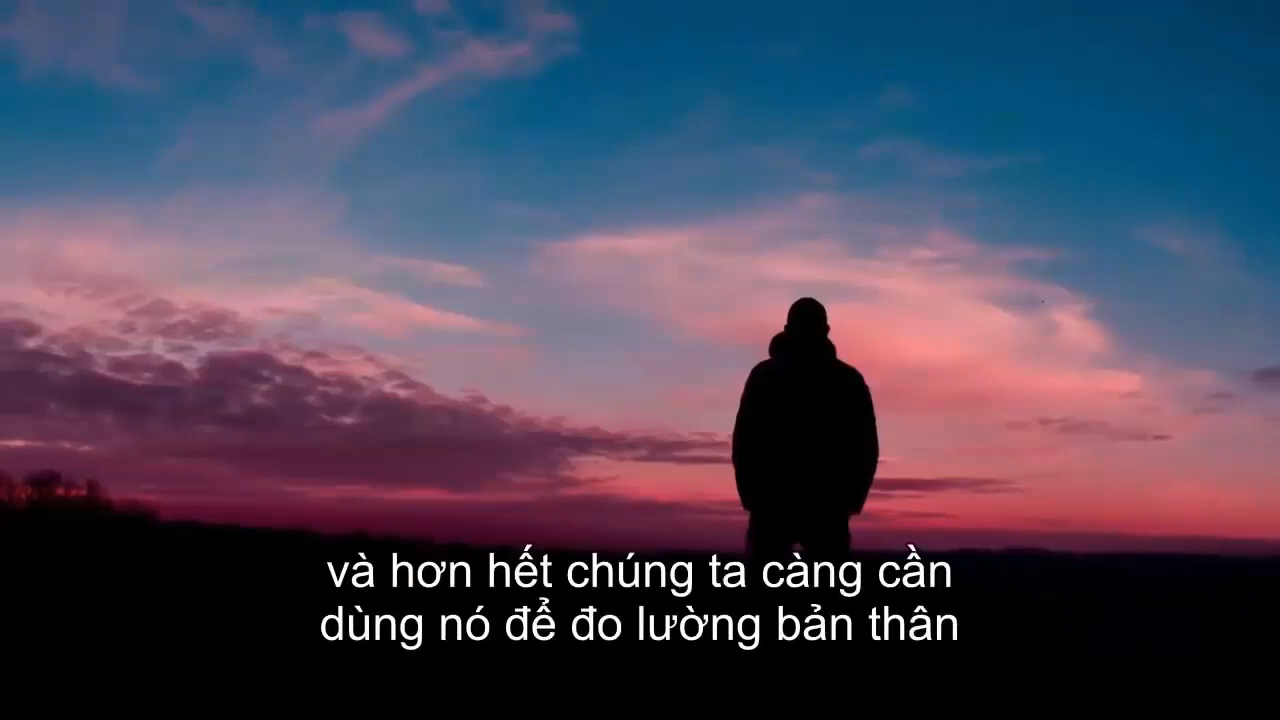 và hơn hết chúng ta càng cần
dùng nó để đo lường bản thân